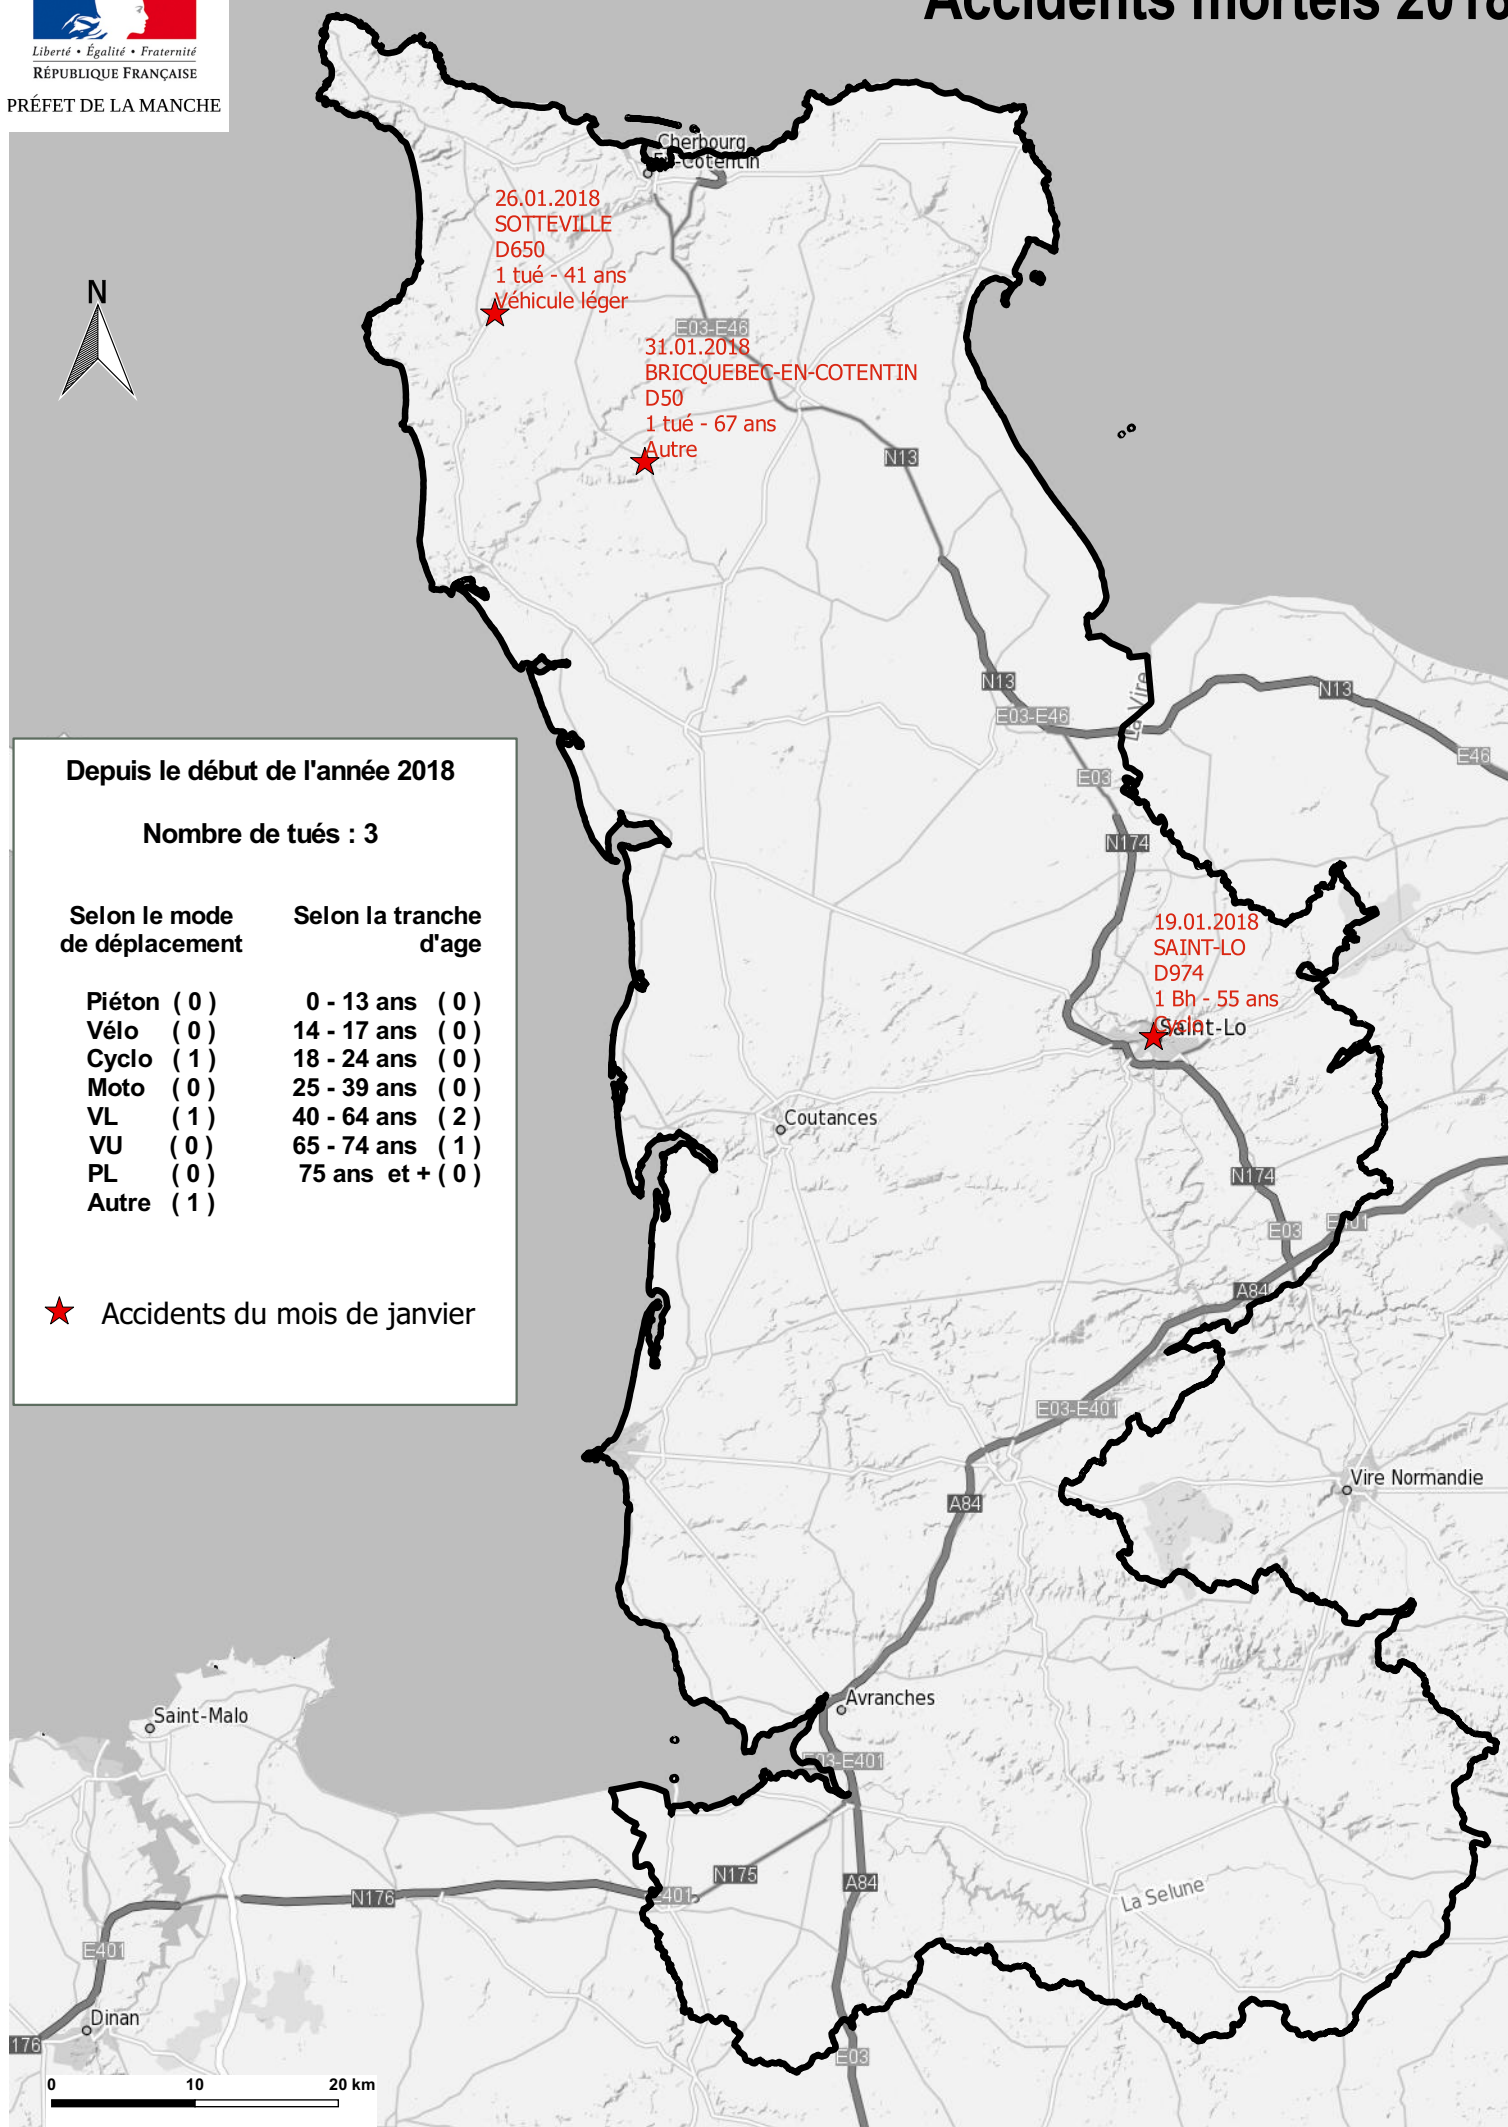 Accidents mortels 2018
Liberté • Égalité • Fraternité
RÉPUBLIQUE FRANÇAISE
PRÉFET DE LA MANCHE
Cherbourg
En-Cotentin
26.01.2018
SOTTEVILLE
D650
1 tué - 41 ans
Véhicule léger
N
E03-E46
31.01.2018
BRICQUEBEC-EN-COTENTIN
D50
1 tué - 67 ans
Autre
N13
N13
N13
E03-E46
La Vire
E46
E03
N174
Depuis le début de l'année 2018
Nombre de tués : 3
Selon le mode
de déplacement
Piéton ( 0 )
Vélo ( 0 )
Cyclo ( 1 )
Moto ( 0 )
VL ( 1 )
VU ( 0 )
PL ( 0 )
Autre ( 1 )
Selon la tranche
d'age
0 - 13 ans ( 0 )
14 - 17 ans ( 0 )
18 - 24 ans ( 0 )
25 - 39 ans ( 0 )
40 - 64 ans ( 2 )
65 - 74 ans ( 1 )
75 ans et + ( 0 )
Accidents du mois de janvier
19.01.2018
SAINT-LO
D974
1 Bh - 55 ans
Cyclo
Saint-Lo
Coutances
N174
E03
E401
A84
E03-E401
Vire Normandie
A84
Saint-Malo
Avranches
E03-E401
N175
A84
N176
E401
La Selune
E401
Dinan
176
E03
0 10 20 km